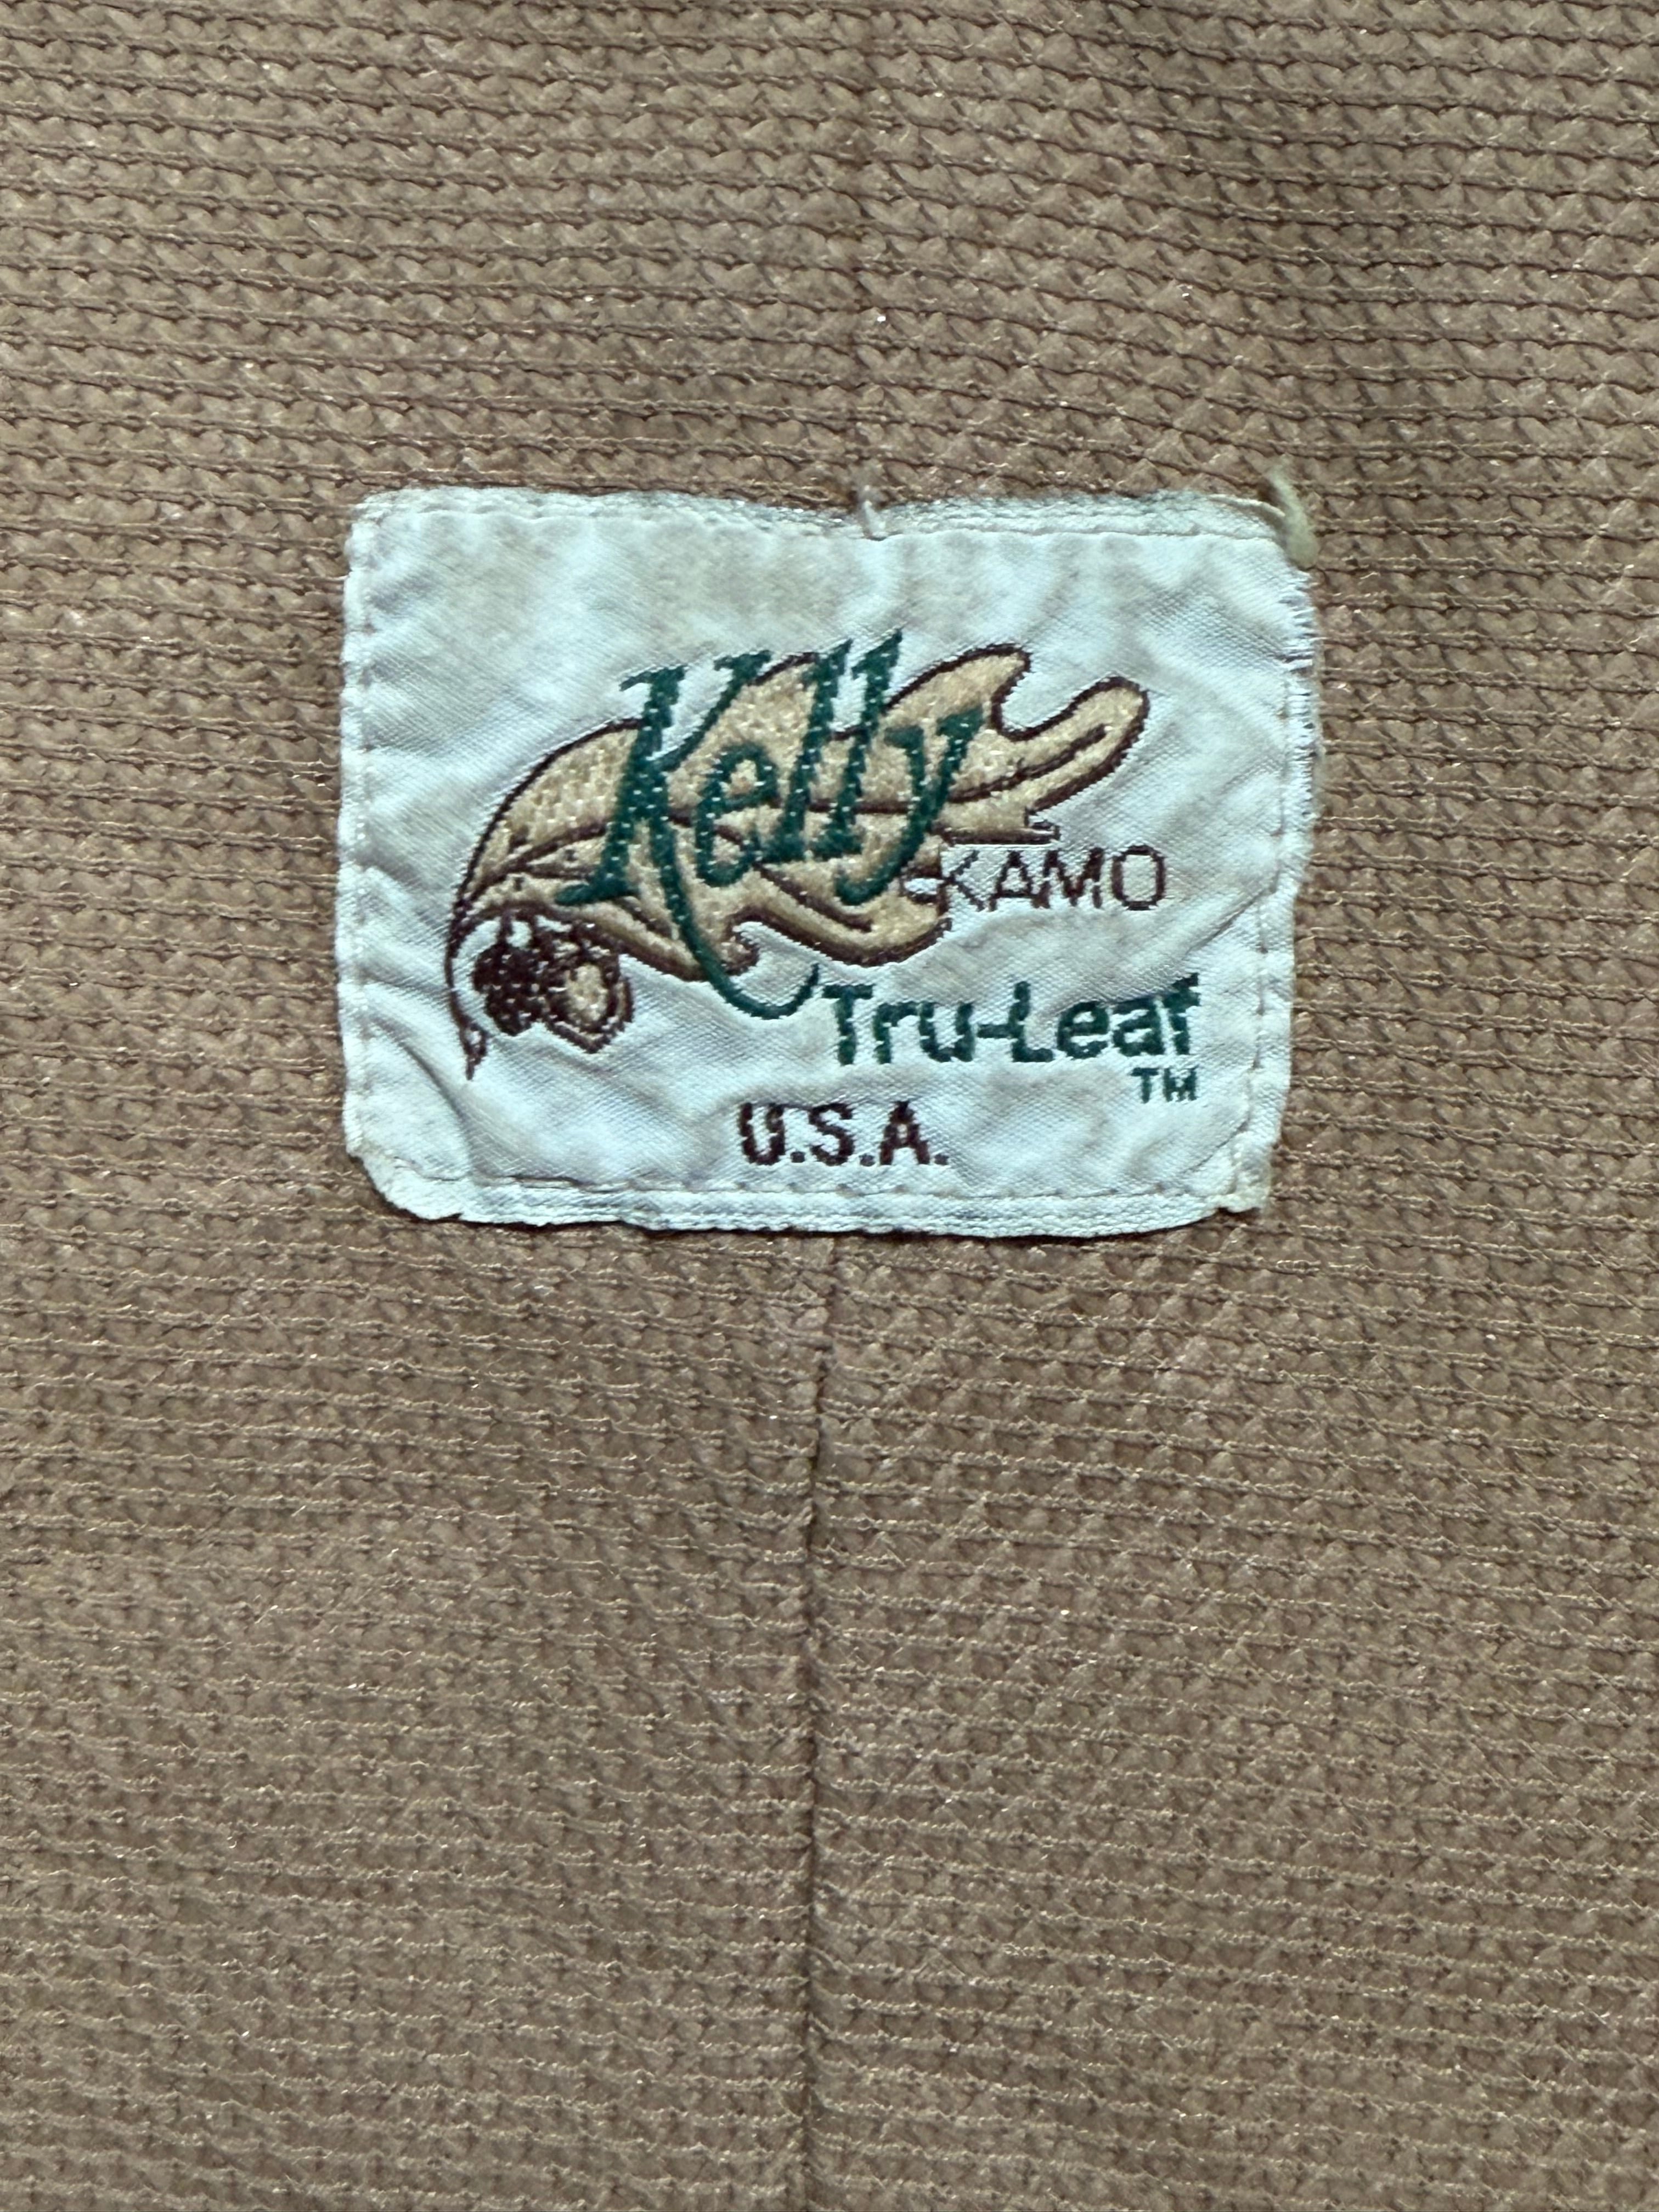 Kelly
KAMO
Tru-Leaf
TM
U.S.A.